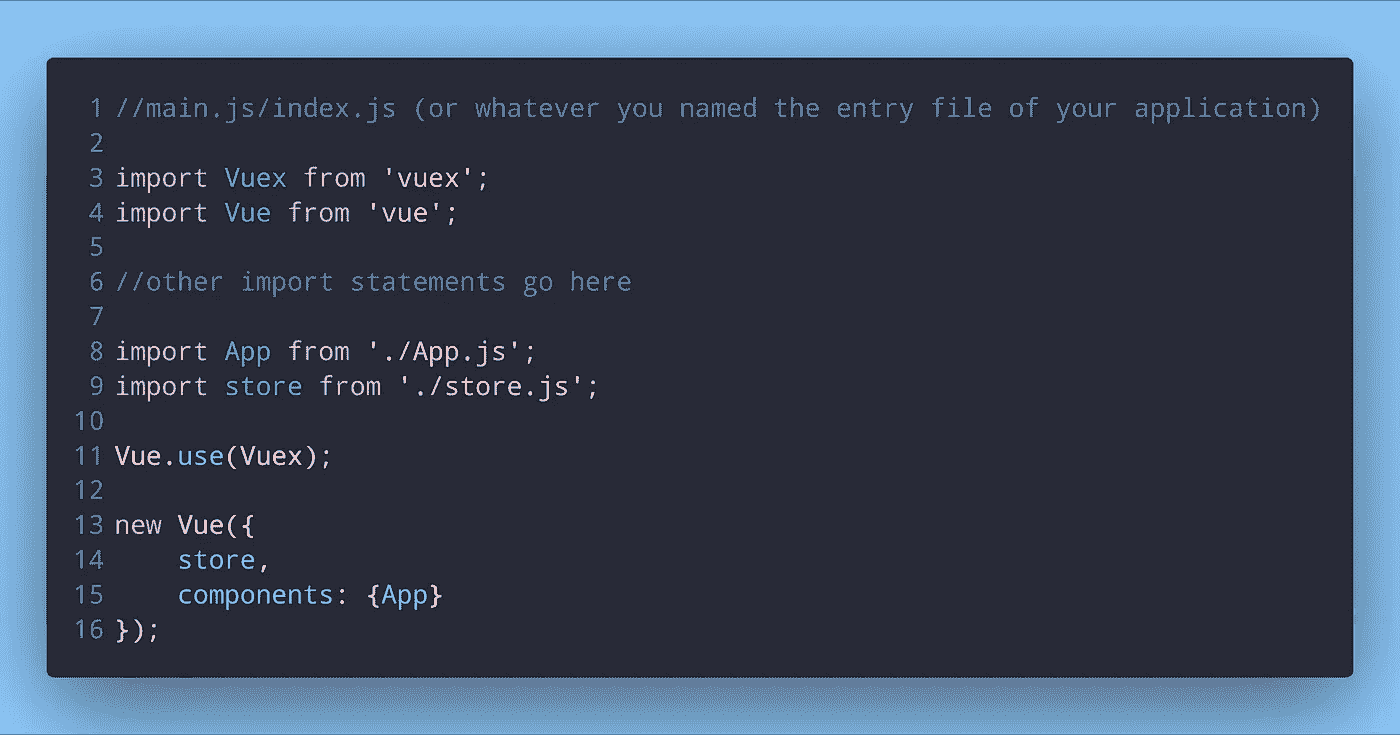 1 //main.js/index.js (or whatever you named the entry file of your application)
2
3 import Vuex from 'vuex';
4 import Vue from 'vue';
5
6 //other import statements go here
7
8 import App from './App.js';
9 import store from './store.js';
10
11 Vue.use(Vuex);
12
13 new Vue({
14     store,
15     components: {App}
16 });